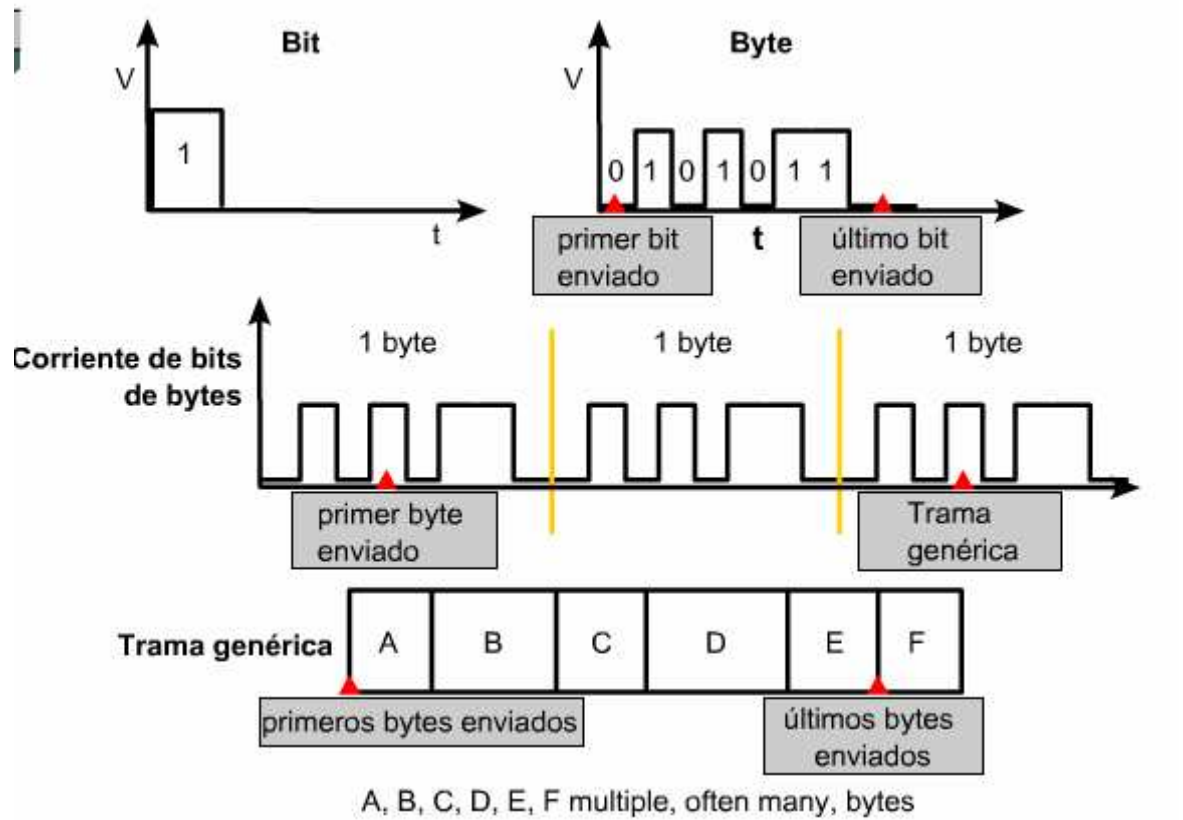 Bit
V
1
t
Byte
V
0 1 0 1 0 1 1
primer bit
enviado
t
último bit
enviado
Corriente de bits
de bytes
1 byte
1 byte
1 byte
primer byte
enviado
Trama
genérica
Trama genérica
A B C D E F
primeros bytes enviados
últimos bytes
enviados
A, B, C, D, E, F multiple, often many, bytes